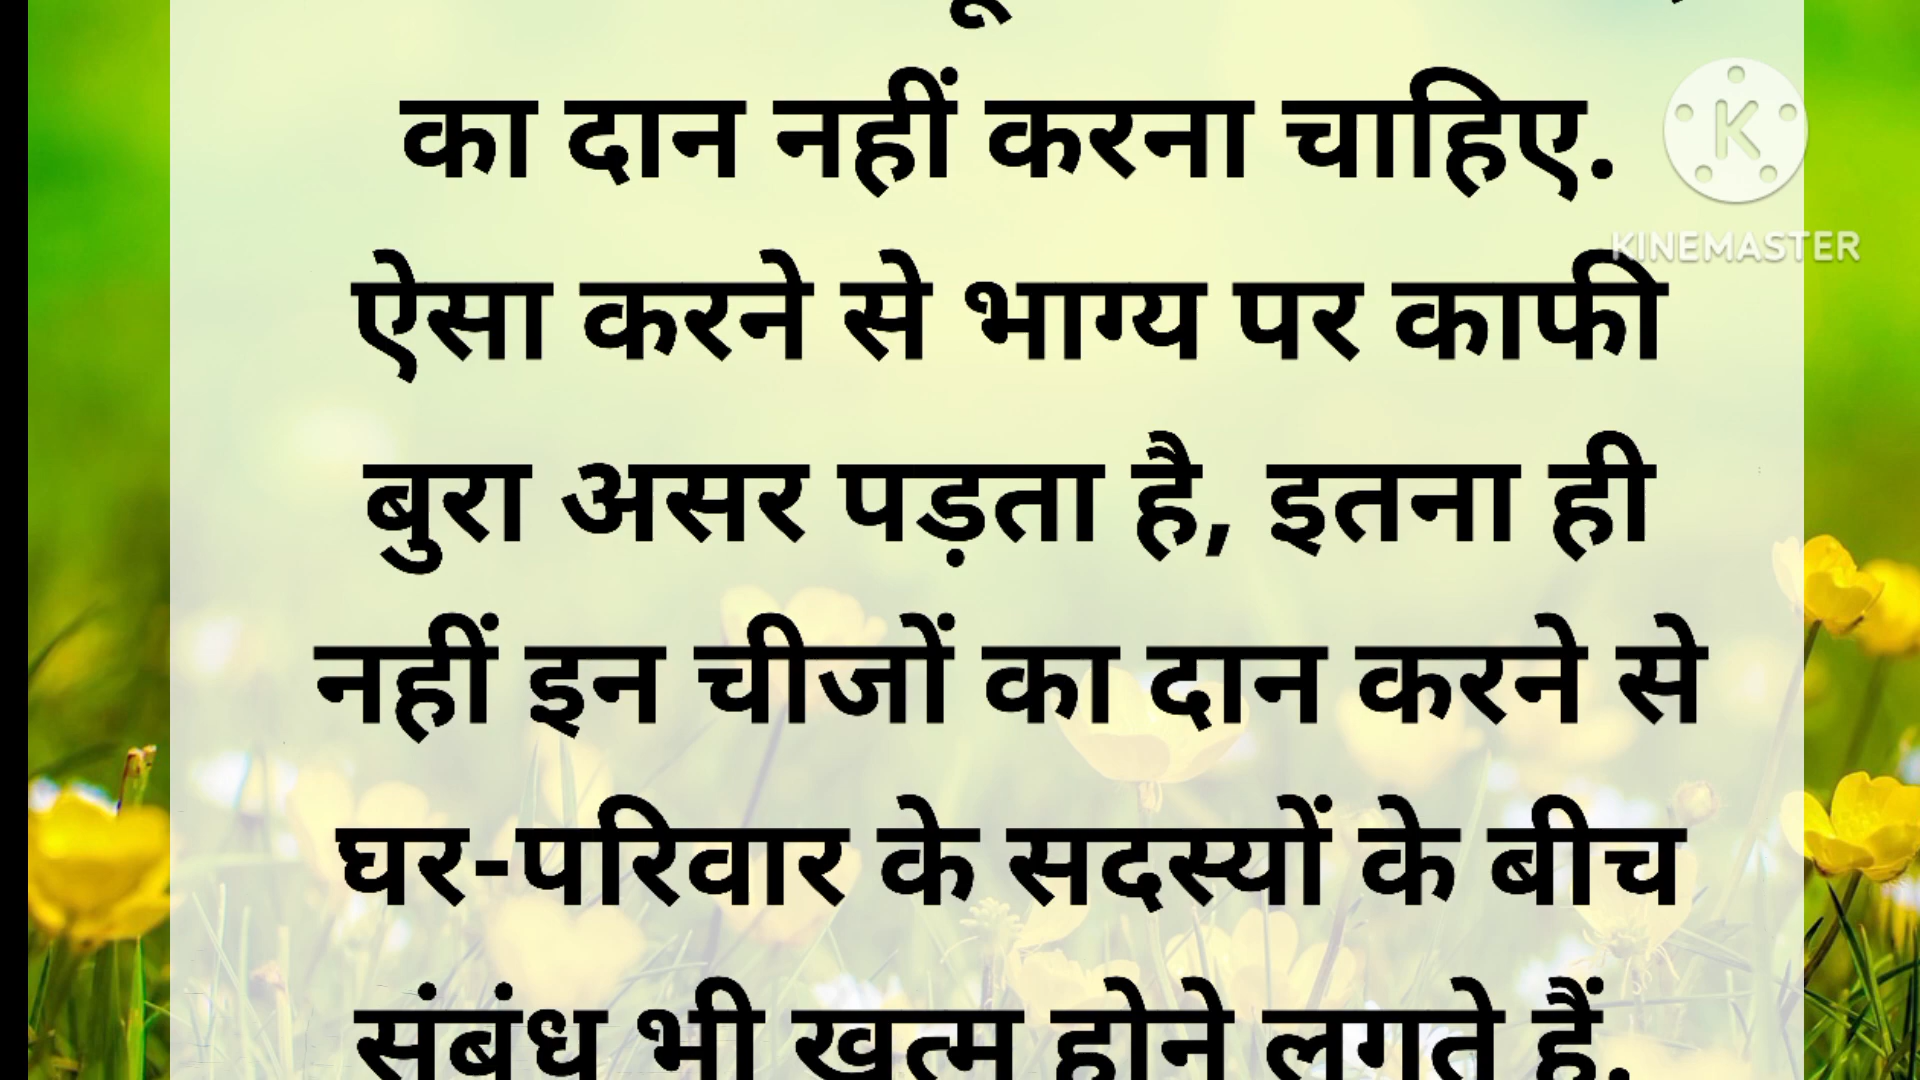 का दान नहीं करना चाहिए.
K
KINEMASTER
ऐसा करने से भाग्य पर काफी
बुरा असर पड़ता है, इतना ही
नहीं इन चीजों का दान करने से
घर-परिवार के सदस्यों के बीच
संबंध भी खत्म होने लगते हैं.